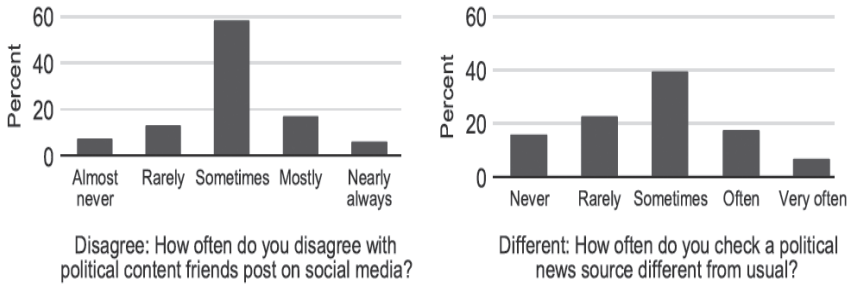 Percent
60
40
20
0
Almost never
Rarely
Sometimes
Mostly
Nearly always
Disagree: How often do you disagree with
political content friends post on social media?
Percent
60
40
20
0
Never
Rarely
Sometimes
Often
Very often
Different: How often do you check a political
news source different from usual?